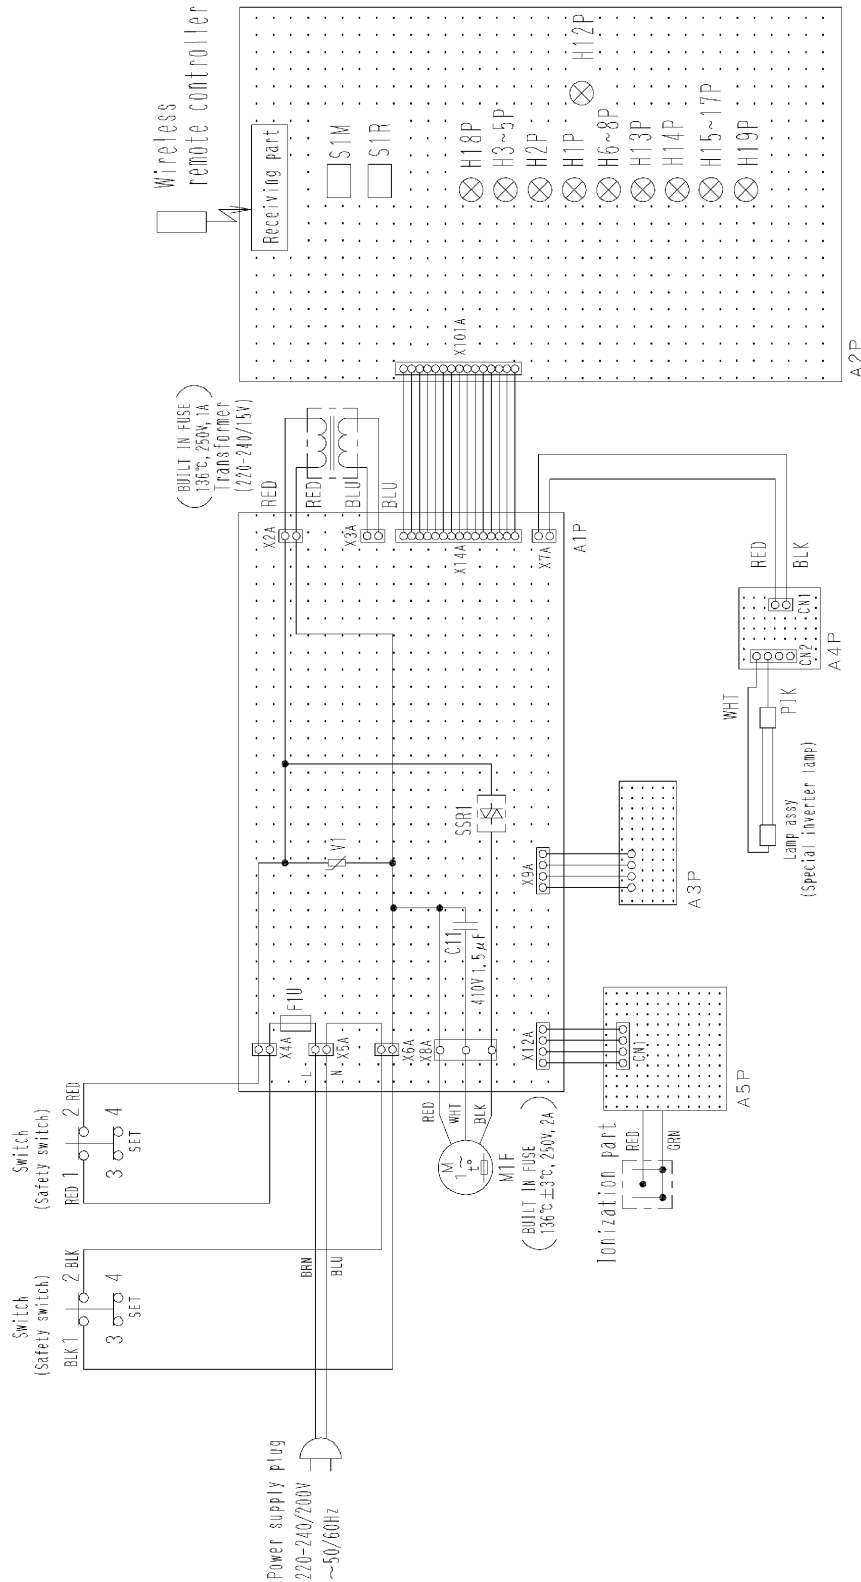 Wireless
remote controller
Receiving part
S1M
S1R
H18P
H3~5P
H2P
H1P
H6~8P
H13P
H14P
H15~17P
H19P
H12P
X101A
A2P
(BUILT IN FUSE
136℃, 250V, 1A)
Transformer
(220-240/15V)
RED
RED
BLU
BLU
X2A
X3A
X14A
X7A
A1P
RED
BLK
CN1
CN2
A4P
WHT
PIK
Lamp assy
(Special inverter lamp)
V1
SSR1
X9A
A3P
C11
410V1.5μF
F1U
X4A
L
N
X5A
X6A
X8A
X12A
CN1
A5P
RED
WHT
BLK
M
1~
t°
M1F
(BUILT IN FUSE
136℃±3℃, 250V, 2A)
Ionization part
RED
GRN
Switch
(Safety switch)
RED 1
2 RED
3
4
SET
Switch
(Safety switch)
BLK 1
2 BLK
3
4
SET
BRN
BLU
Power supply plug
220-240/200V
~50/60Hz